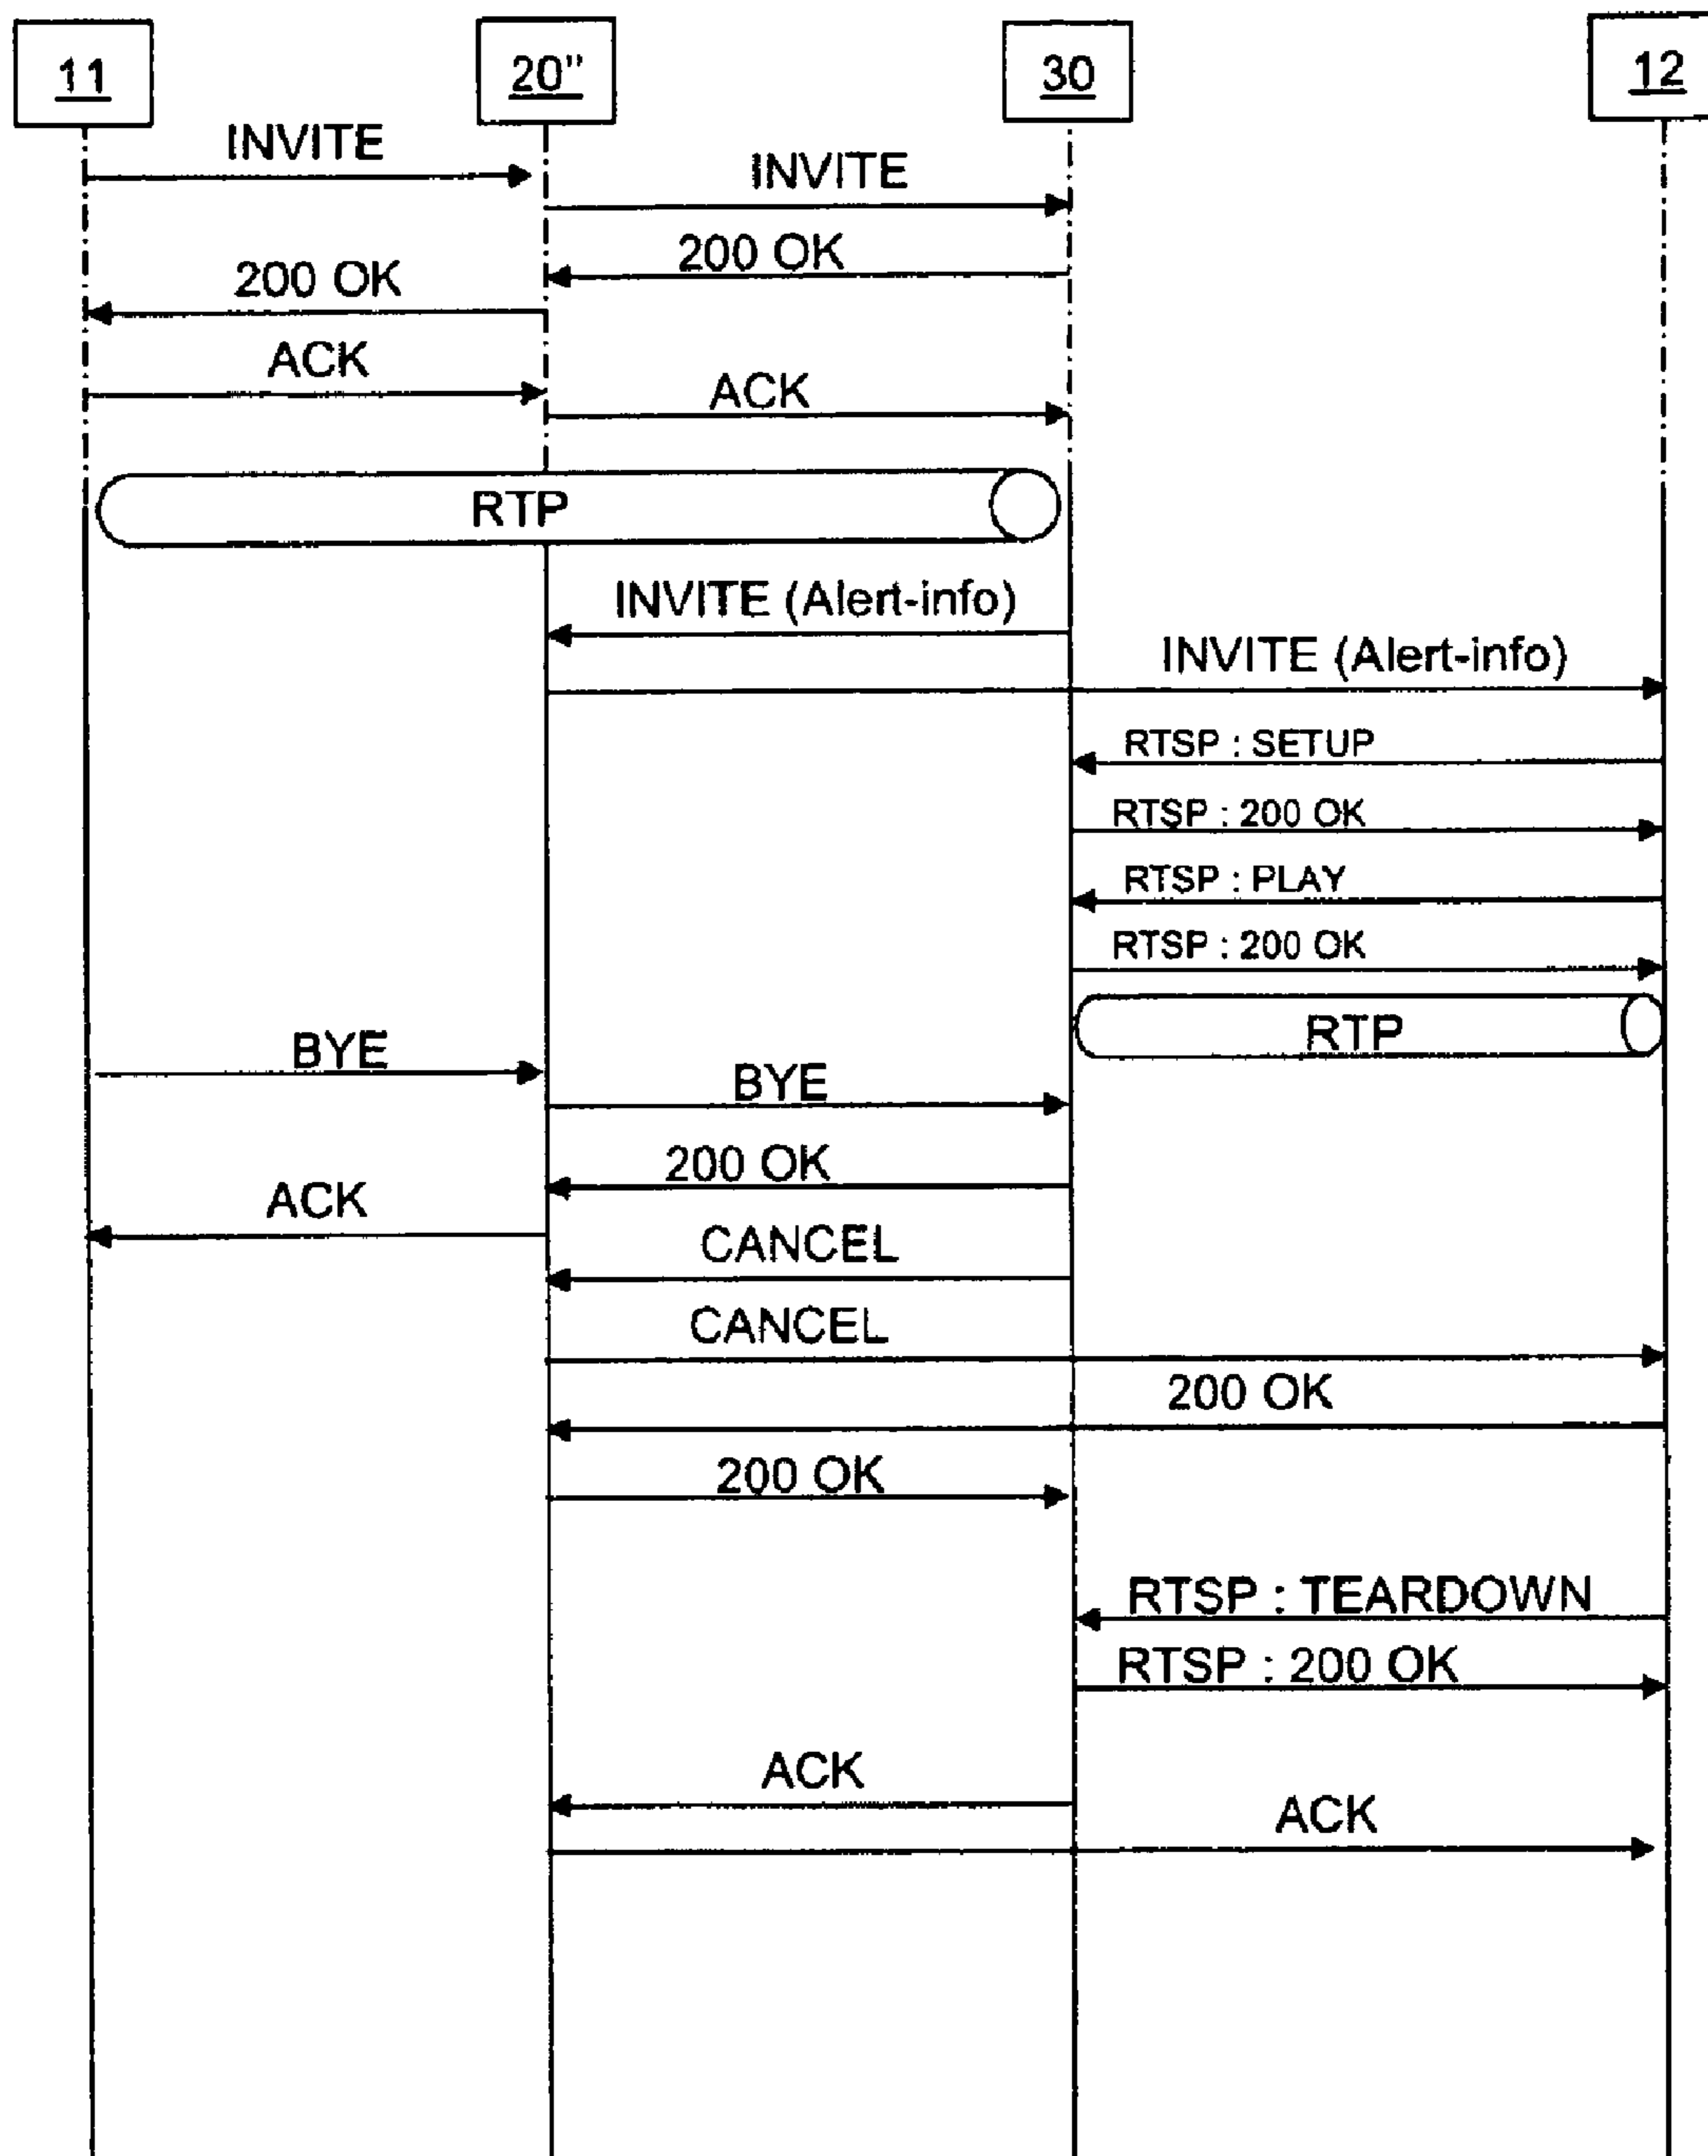 11
20"
30
12
INVITE
INVITE
200 OK
200 OK
ACK
ACK
RTP
INVITE (Alert-info)
INVITE (Alert-info)
RTSP : SETUP
RTSP : 200 OK
RTSP : PLAY
RTSP : 200 OK
RTP
BYE
BYE
200 OK
ACK
CANCEL
CANCEL
200 OK
200 OK
RTSP : TEARDOWN
RTSP : 200 OK
ACK
ACK